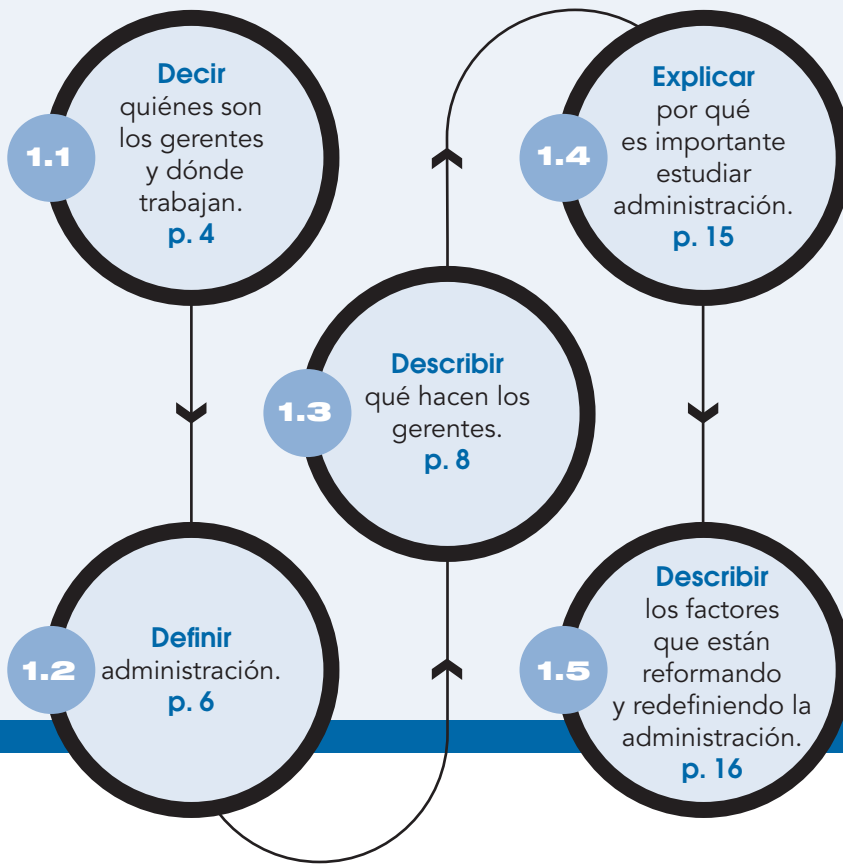 1.1
Decir
quiénes son
los gerentes
y dónde
trabajan.
p. 4
1.2
Definir
administración.
p. 6
1.3
Describir
qué hacen los
gerentes.
p. 8
1.4
Explicar
por qué
es importante
estudiar
administración.
p. 15
1.5
Describir
los factores
que están
reformando
y redefiniendo la
administración.
p. 16